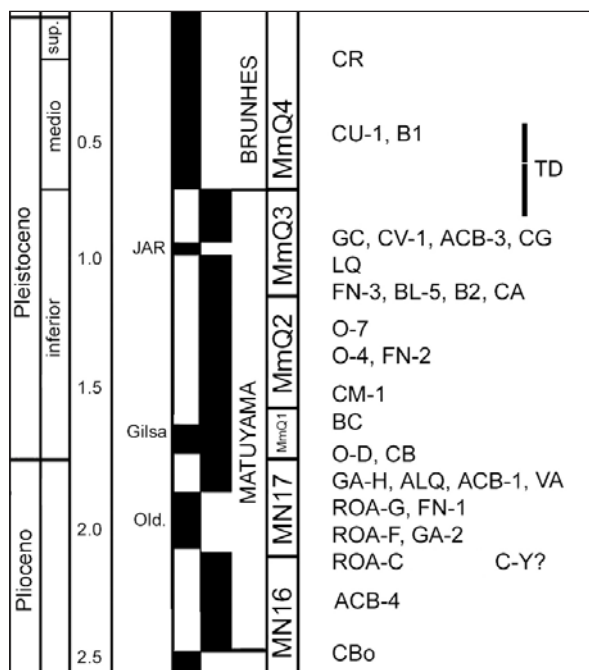 sup.
medio
inferior
Pleistoceno
Plioceno
0.5
1.0
1.5
2.0
2.5
JAR
Gilsa
Old.
BRUNHES
MATUYAMA
MmQ4
MmQ3
MmQ2
MmQ1
MN17
MN16
CR
CU-1, B1
TD
GC, CV-1, ACB-3, CG
LQ
FN-3, BL-5, B2, CA
O-7
O-4, FN-2
CM-1
BC
O-D, CB
GA-H, ALQ, ACB-1, VA
ROA-G, FN-1
ROA-F, GA-2
ROA-C C-Y?
ACB-4
CBo